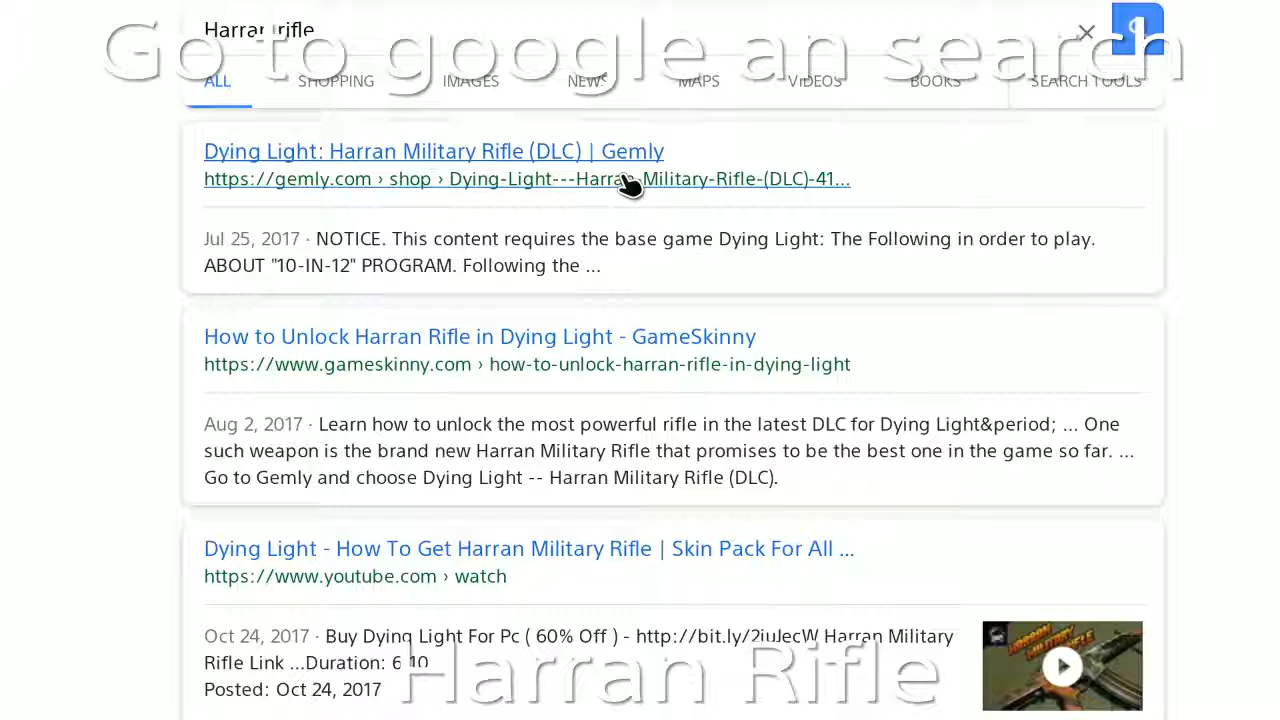 Harran rifle
Go to google an search
ALL SHOPPING IMAGES NEWS MAPS VIDEOS BOOKS SEARCH TOOLS
Dying Light: Harran Military Rifle (DLC) | Gemly
https://gemly.com › shop › Dying-Light---Harran-Military-Rifle-(DLC)-41...
Jul 25, 2017 · NOTICE. This content requires the base game Dying Light: The Following in order to play.
ABOUT "10-IN-12" PROGRAM. Following the ...
How to Unlock Harran Rifle in Dying Light - GameSkinny
https://www.gameskinny.com › how-to-unlock-harran-rifle-in-dying-light
Aug 2, 2017 · Learn how to unlock the most powerful rifle in the latest DLC for Dying Light&period; ... One
such weapon is the brand new Harran Military Rifle that promises to be the best one in the game so far. ...
Go to Gemly and choose Dying Light -- Harran Military Rifle (DLC).
Dying Light - How To Get Harran Military Rifle | Skin Pack For All ...
https://www.youtube.com › watch
Oct 24, 2017 · Buy Dying Light For Pc ( 60% Off ) - http://bit.ly/2iuJecW Harran Military
Rifle Link ...Duration: 6:10
Posted: Oct 24, 2017
HARRAN
MILITARY
RIFLE
Harran Rifle